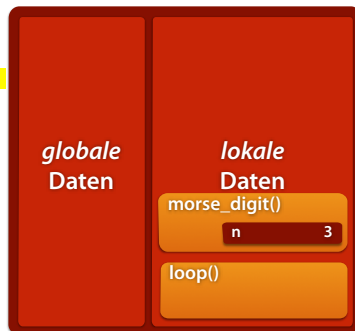 globale
Daten
lokale
Daten
morse_digit()
n 3
loop()